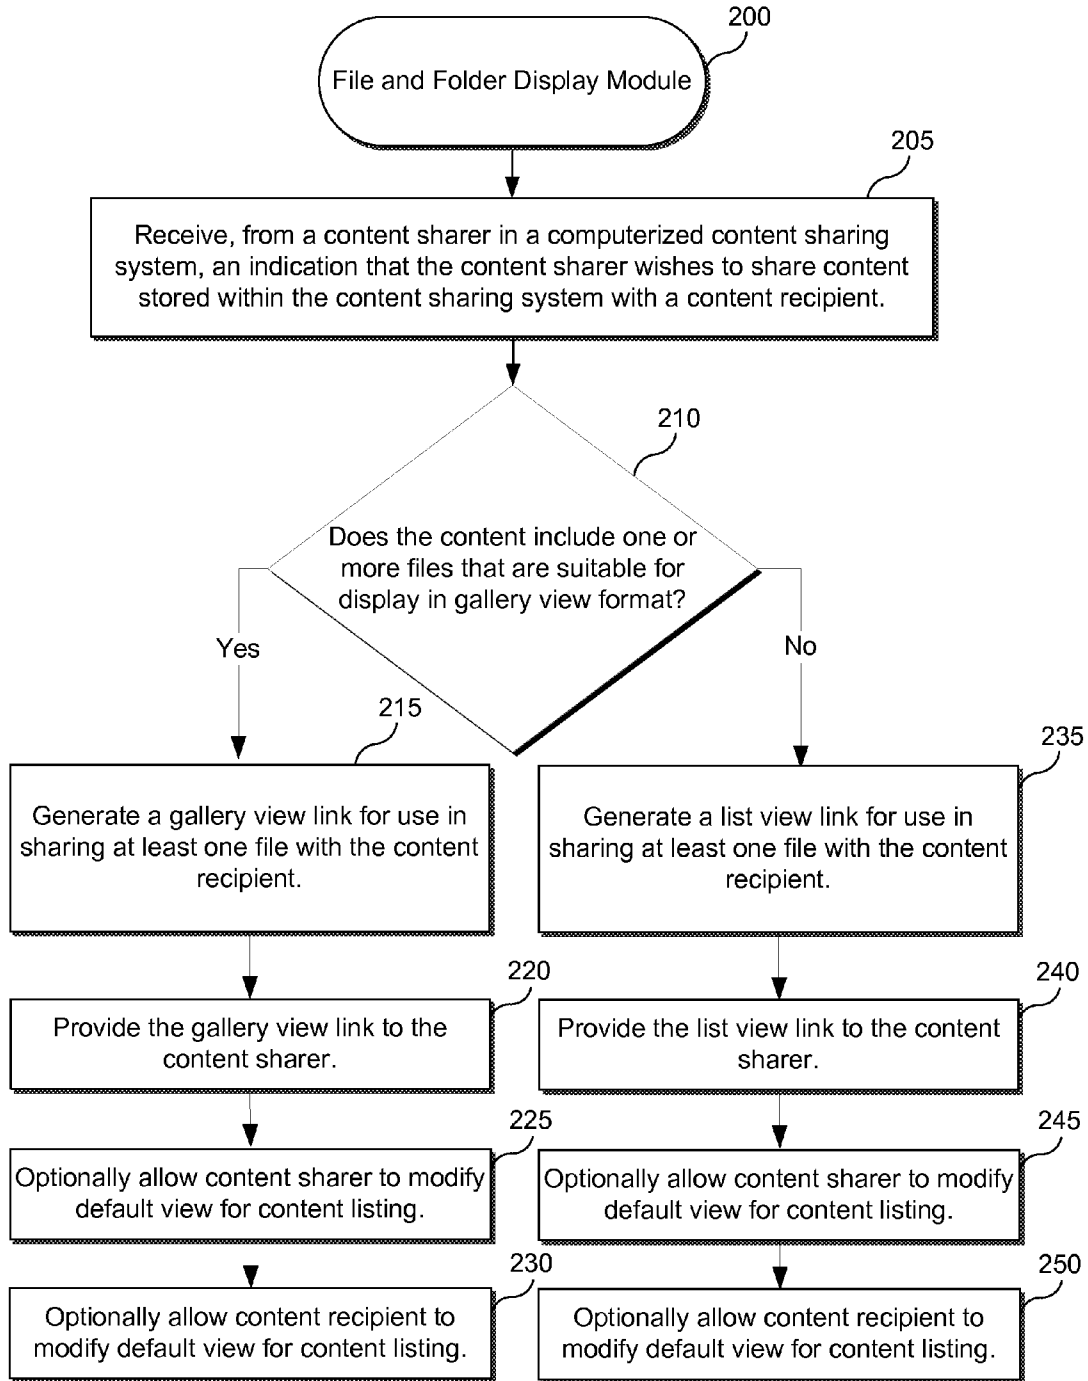 200
File and Folder Display Module
205
Receive, from a content sharer in a computerized content sharing
system, an indication that the content sharer wishes to share content
stored within the content sharing system with a content recipient.
210
Does the content include one or
more files that are suitable for
display in gallery view format?
Yes
No
215
Generate a gallery view link for use in
sharing at least one file with the content
recipient.
235
Generate a list view link for use in
sharing at least one file with the content
recipient.
220
Provide the gallery view link to the
content sharer.
240
Provide the list view link to the content
sharer.
225
Optionally allow content sharer to modify
default view for content listing.
245
Optionally allow content sharer to modify
default view for content listing.
230
Optionally allow content recipient to
modify default view for content listing.
250
Optionally allow content recipient to
modify default view for content listing.